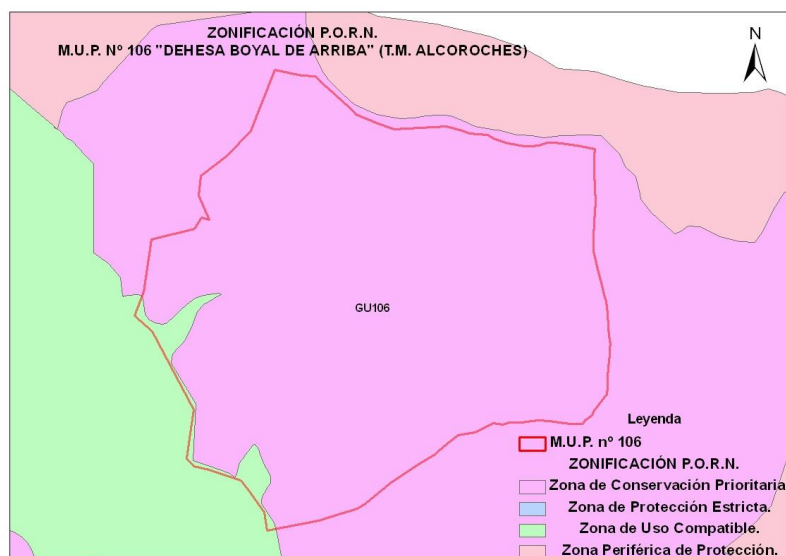 ZONIFICACIÓN P.O.R.N.
M.U.P. Nº 106 "DEHESA BOYAL DE ARRIBA" (T.M. ALCOROCHES)
N
GU106
Leyenda
M.U.P. nº 106
ZONIFICACIÓN P.O.R.N.
Zona de Conservación Prioritaria
Zona de Protección Estricta.
Zona de Uso Compatible.
Zona Periférica de Protección.